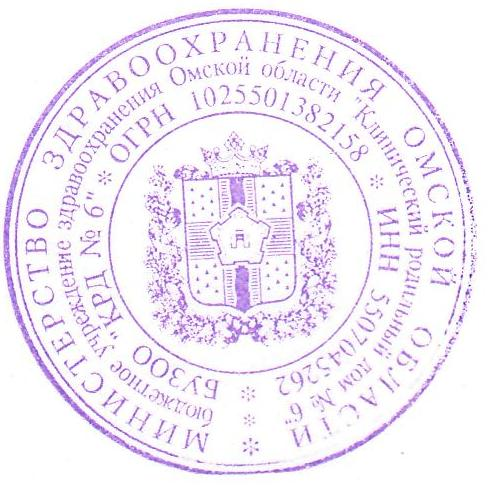 МИНИСТЕРСТВО ЗДРАВООХРАНЕНИЯ ОМСКОЙ ОБЛАСТИ *
бюджетное учреждение здравоохранения Омской области "Клинический родильный дом № 6" *
БУЗОО "КРД № 6" * ОГРН 1025501382158 * ИНН 5507045262 *